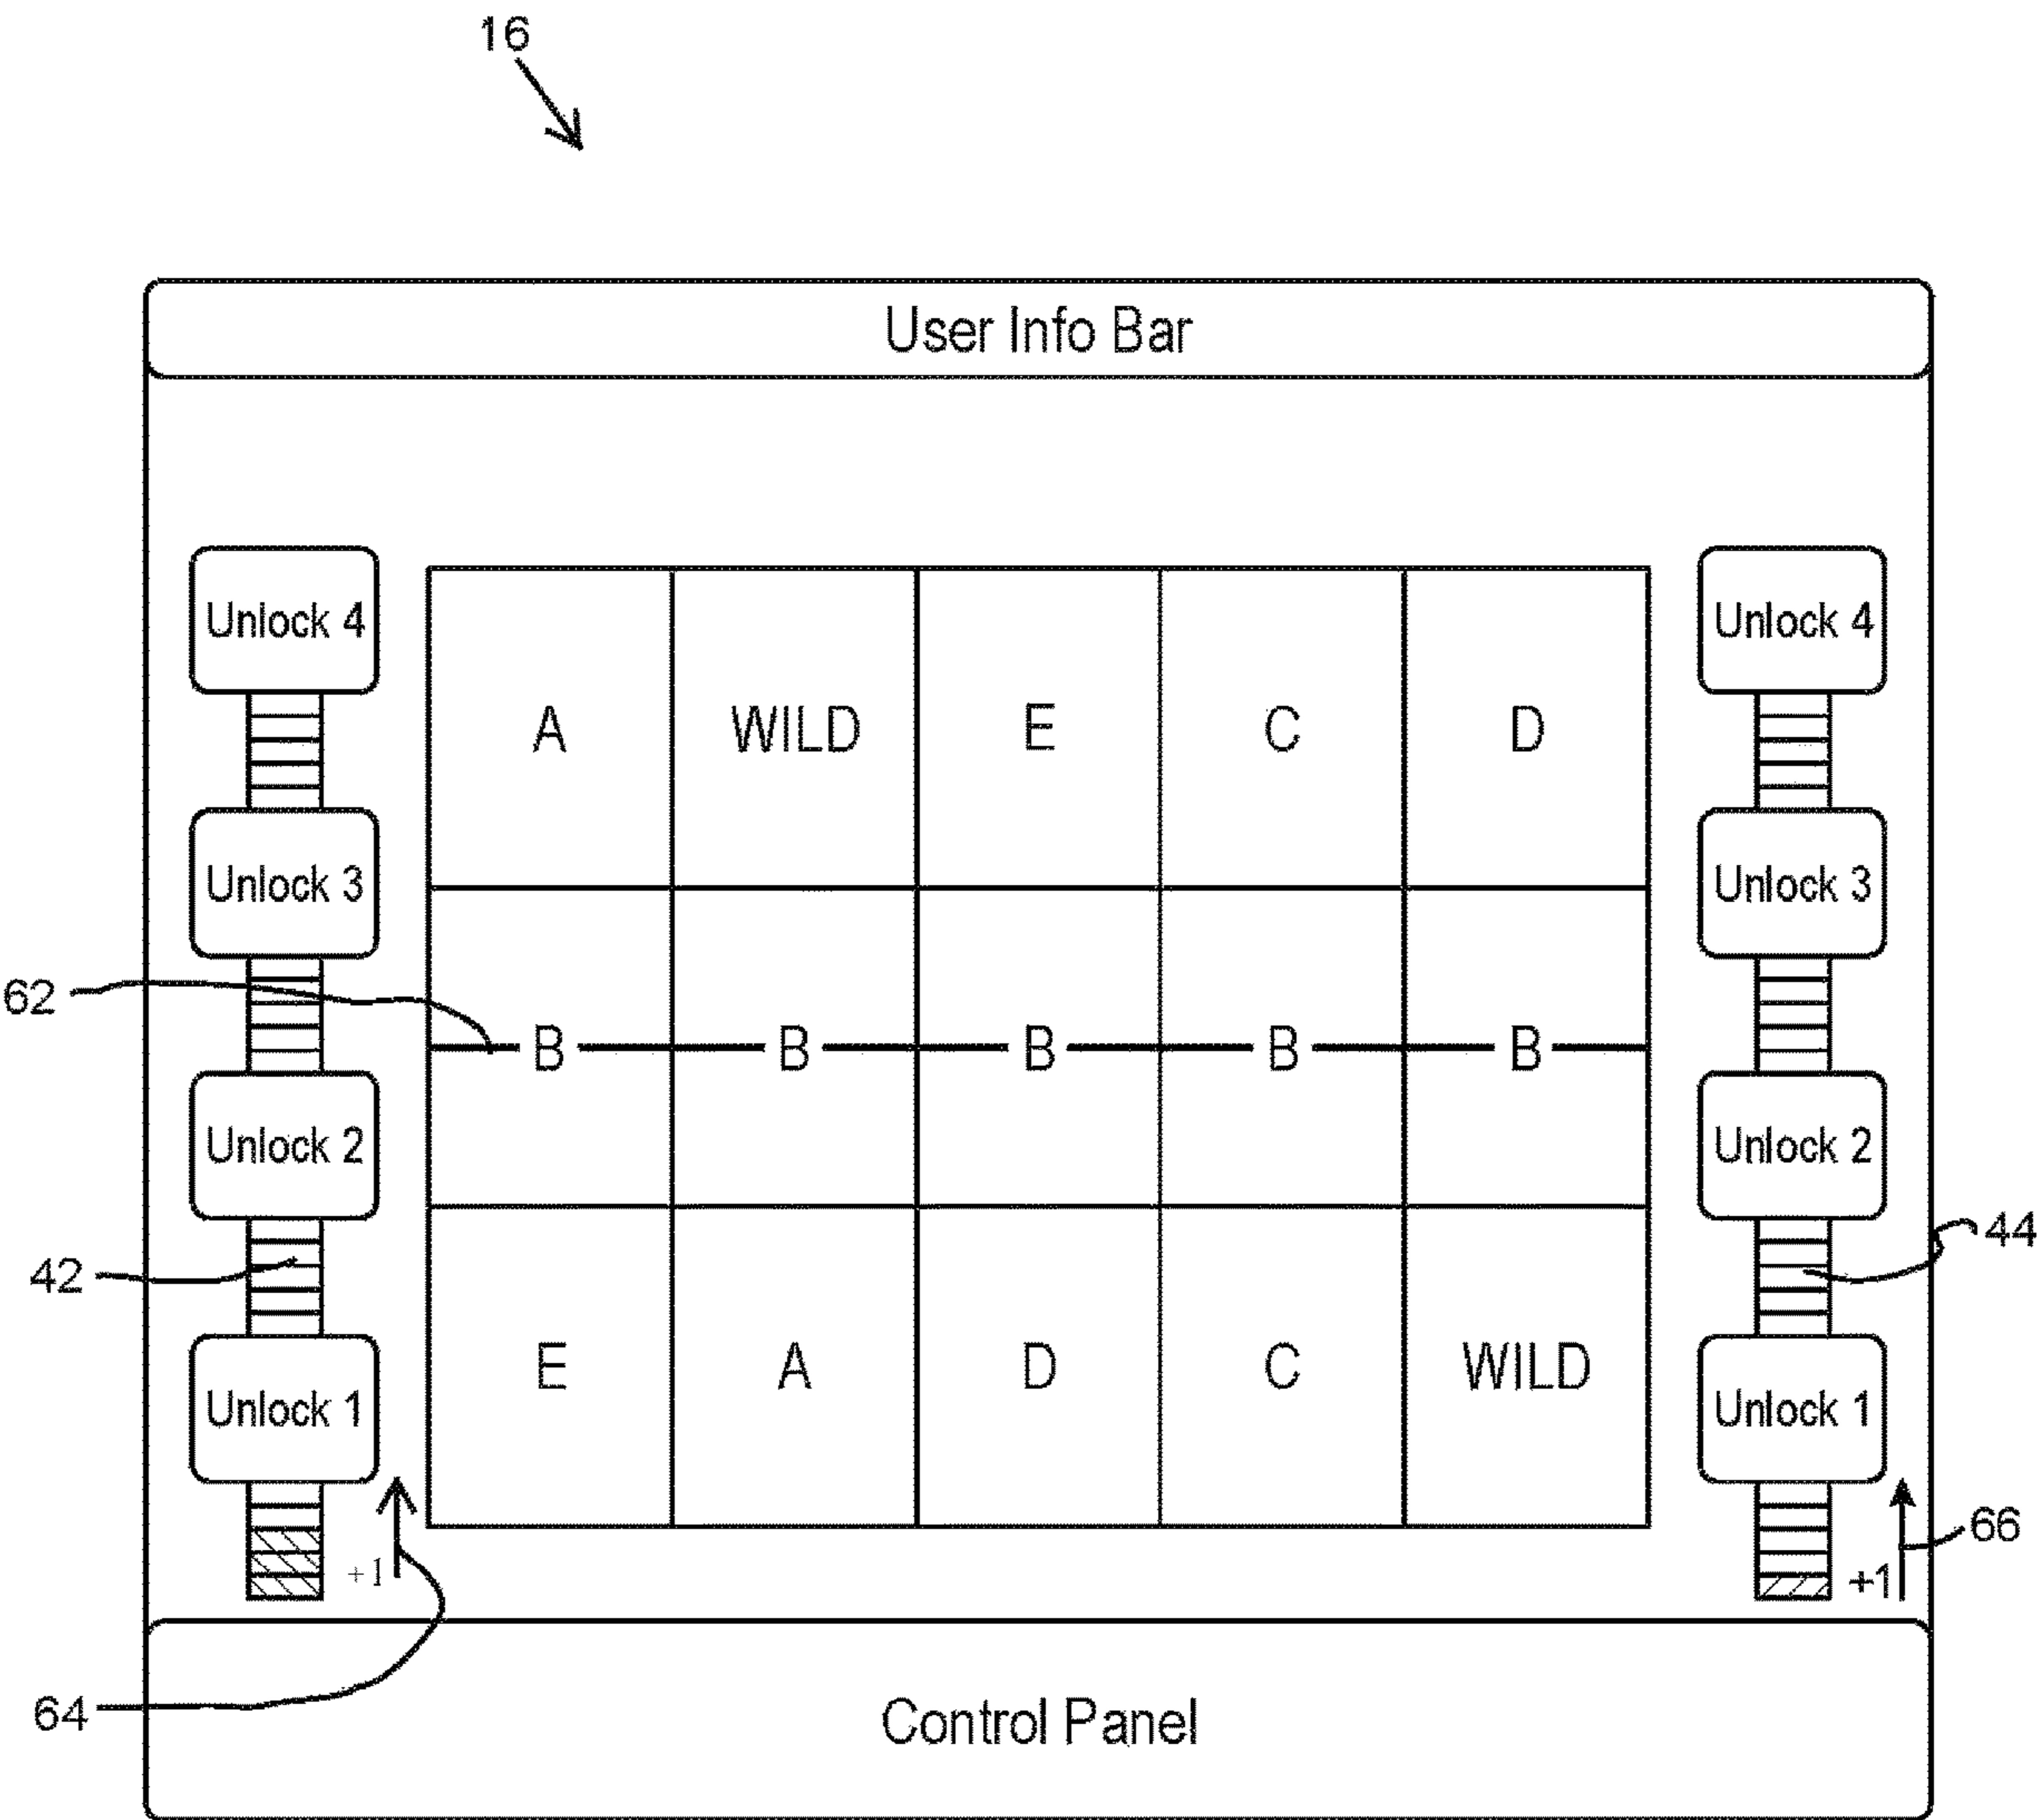 16
User Info Bar
Unlock 4
Unlock 4
A WILD E C D
Unlock 3
Unlock 3
62
B B B B B
Unlock 2
Unlock 2
42
44
E A D C WILD
Unlock 1
Unlock 1
+1
+1
66
64
Control Panel